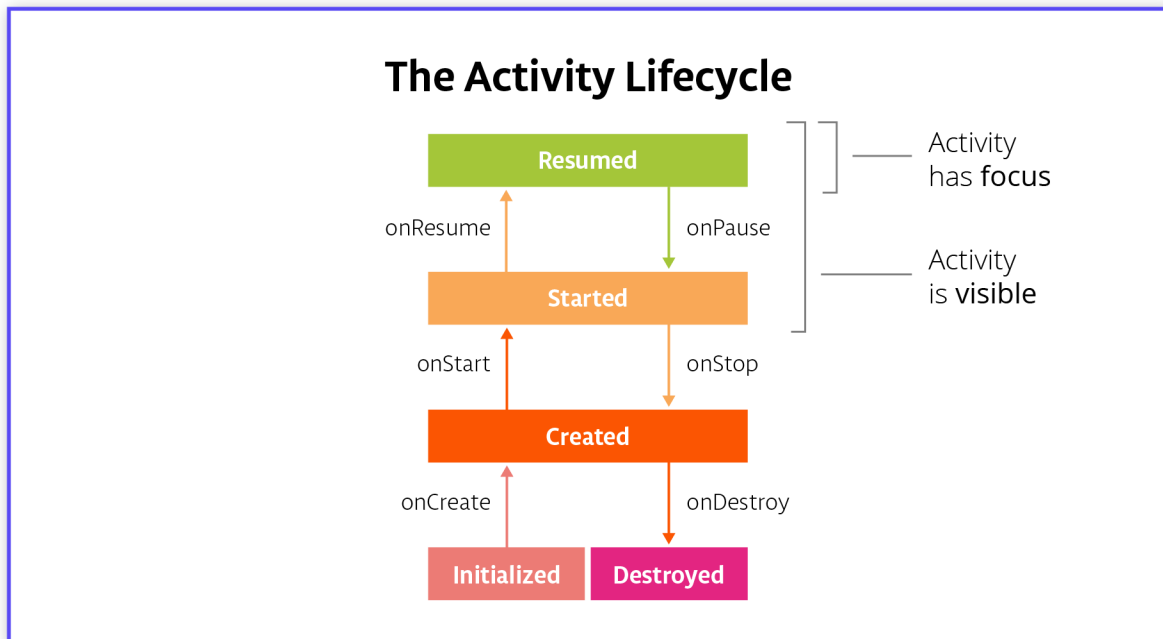 The Activity Lifecycle
Resumed
Activity
has focus
onResume
onPause
Activity
is visible
Started
onStart
onStop
Created
onCreate
onDestroy
Initialized
Destroyed